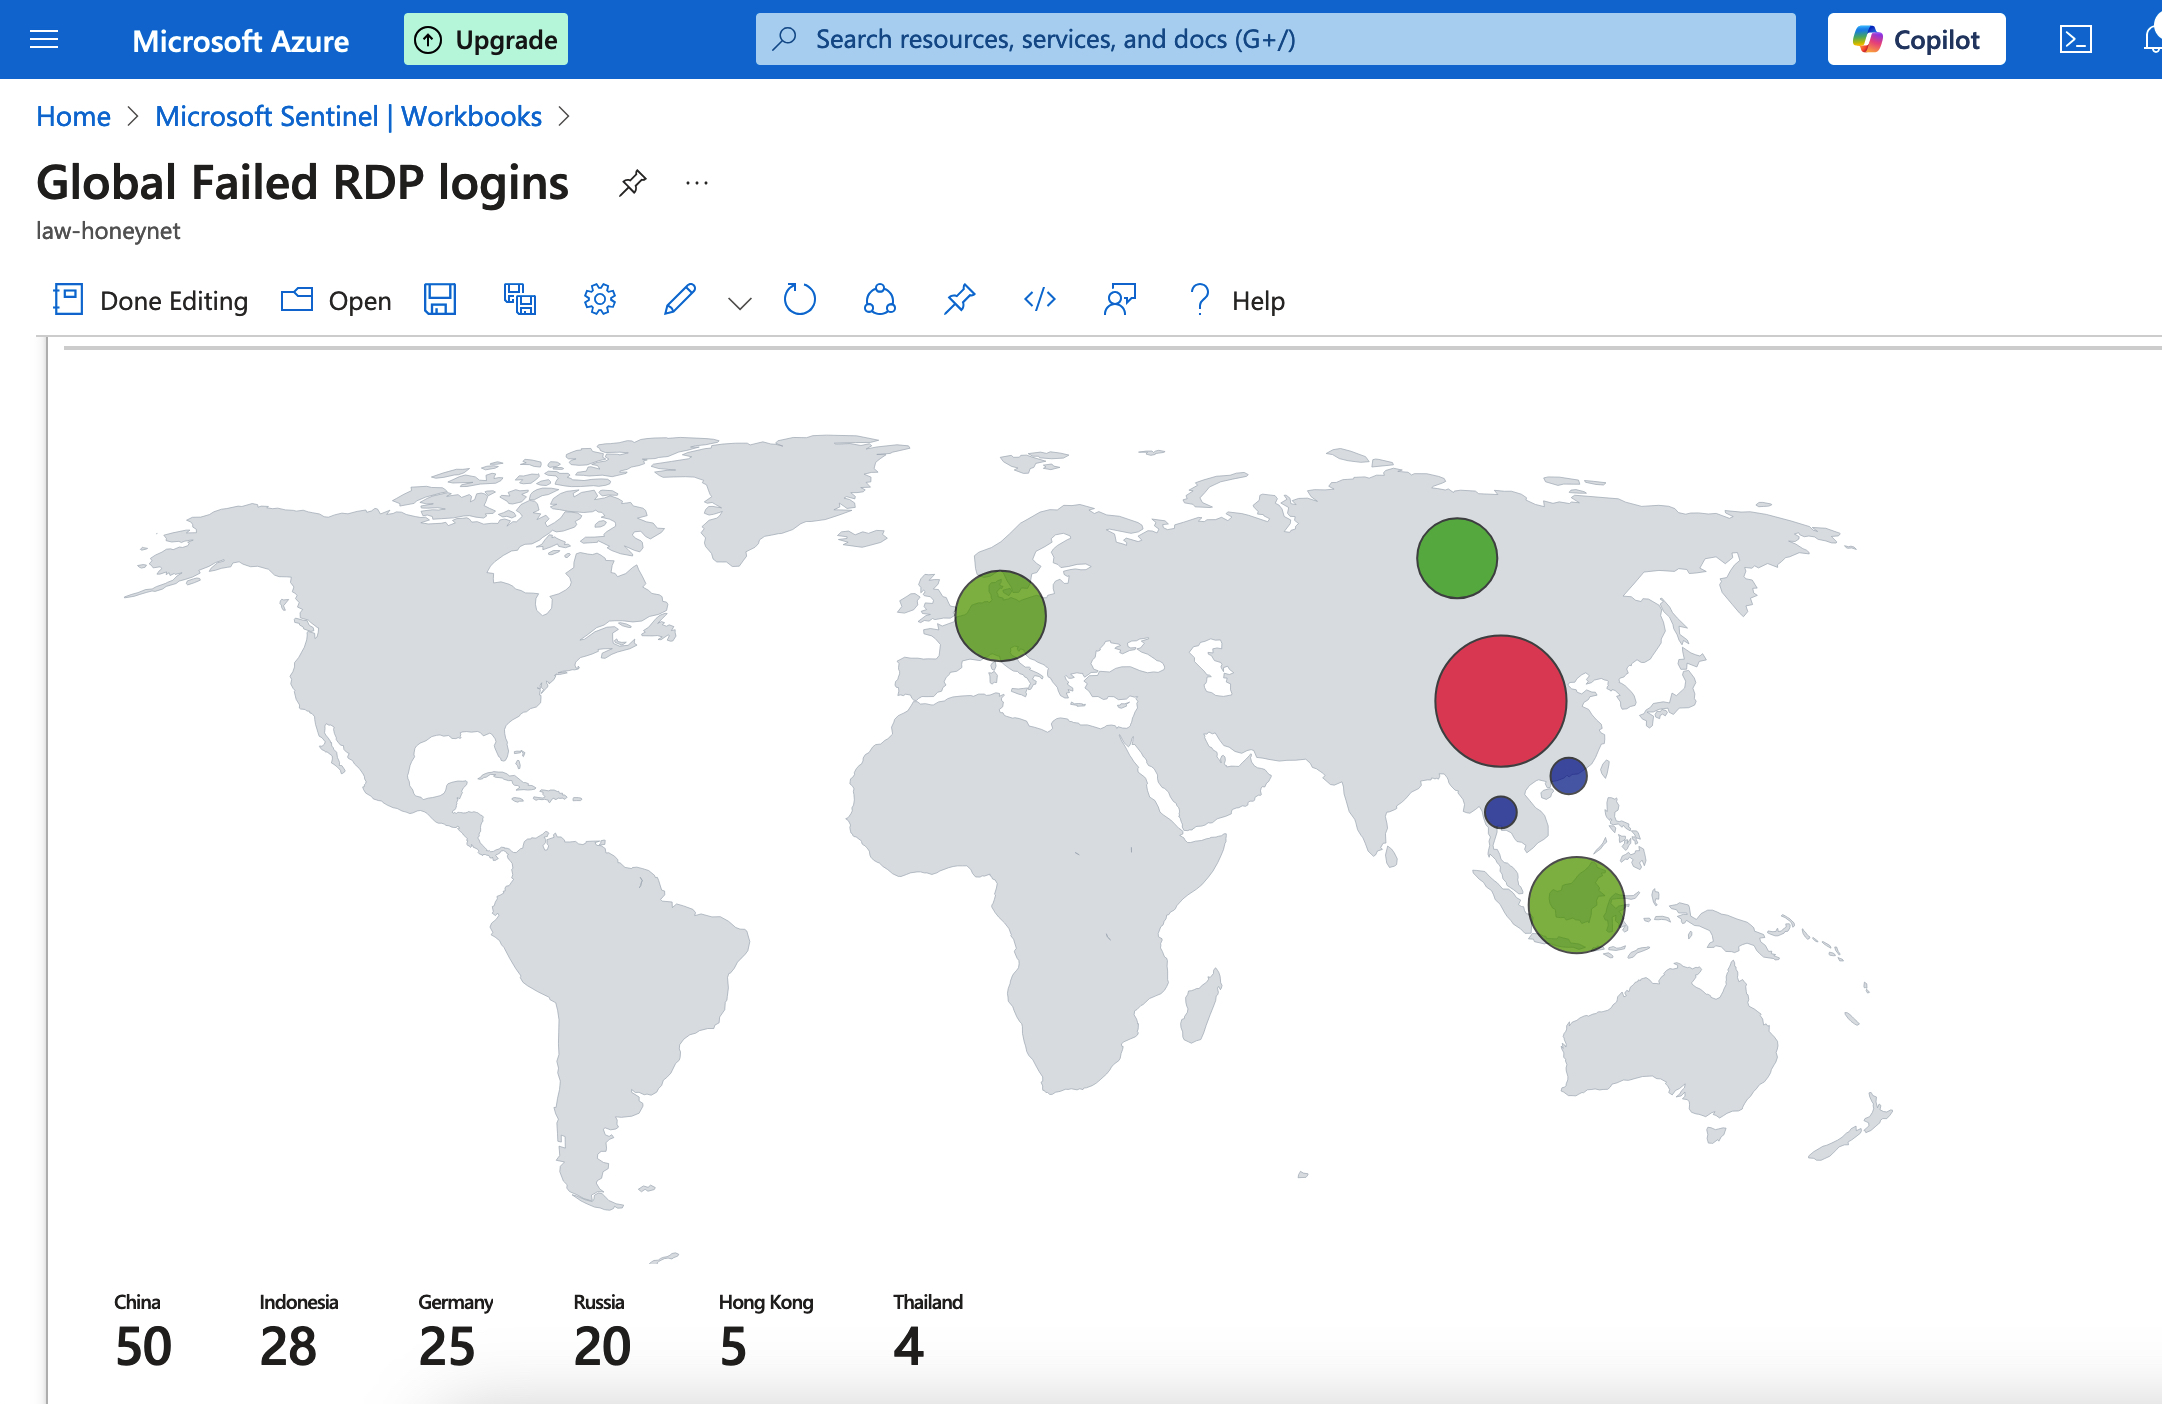 Microsoft Azure
Upgrade
Search resources, services, and docs (G+/)
Copilot
Home > Microsoft Sentinel | Workbooks >
Global Failed RDP logins
law-honeynet
Done Editing
Open
Help
China Indonesia Germany Russia Hong Kong Thailand
50 28 25 20 5 4